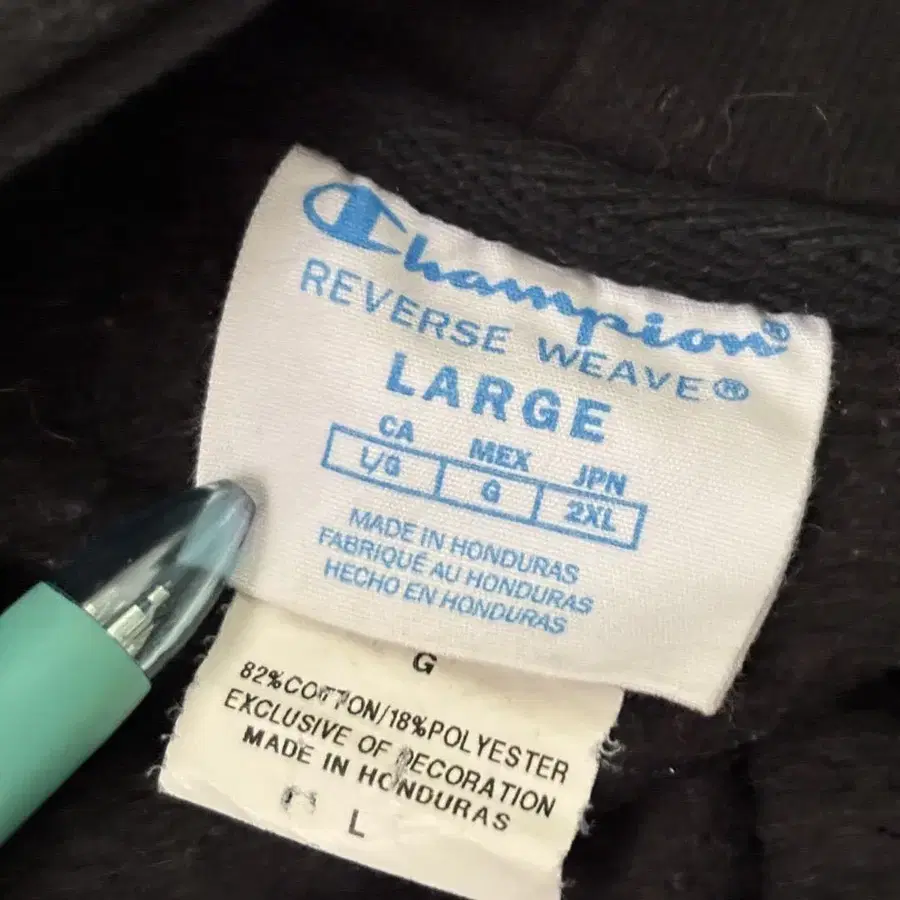 Champion®
REVERSE WEAVE®
LARGE
CA MEX JPN
L/G G 2XL
MADE IN HONDURAS
FABRIQUÉ AU HONDURAS
HECHO EN HONDURAS
G
82%COTTON/18%POLYESTER
EXCLUSIVE OF DECORATION
MADE IN HONDURAS
L